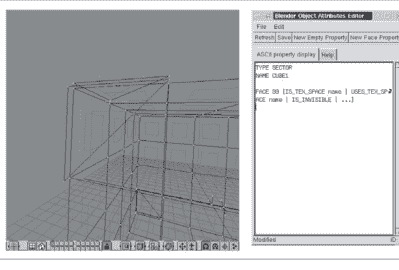 Blender Object Attributes Editor
File Edit
Refresh Save New Empty Property New Face Property
ASCII property display Help
TYPE SECTOR
NAME CUBE1
FACE 99 [IS_TEX_SPACE name | USES_TEX_SP
ACE name | IS_INVISIBLE | ...]
Modified